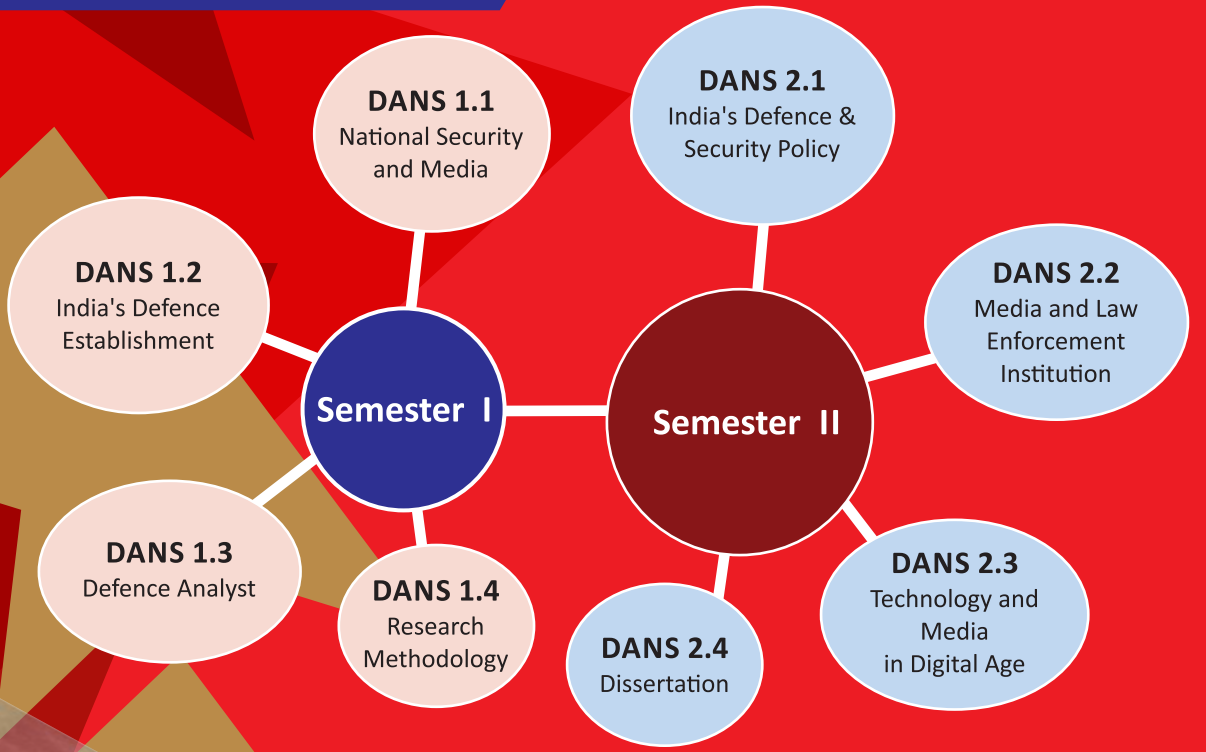 DANS 1.1
National Security
and Media
DANS 1.2
India's Defence
Establishment
Semester I
DANS 1.3
Defence Analyst
DANS 1.4
Research
Methodology
DANS 2.1
India's Defence &
Security Policy
DANS 2.2
Media and Law
Enforcement
Institution
Semester II
DANS 2.3
Technology and
Media
in Digital Age
DANS 2.4
Dissertation